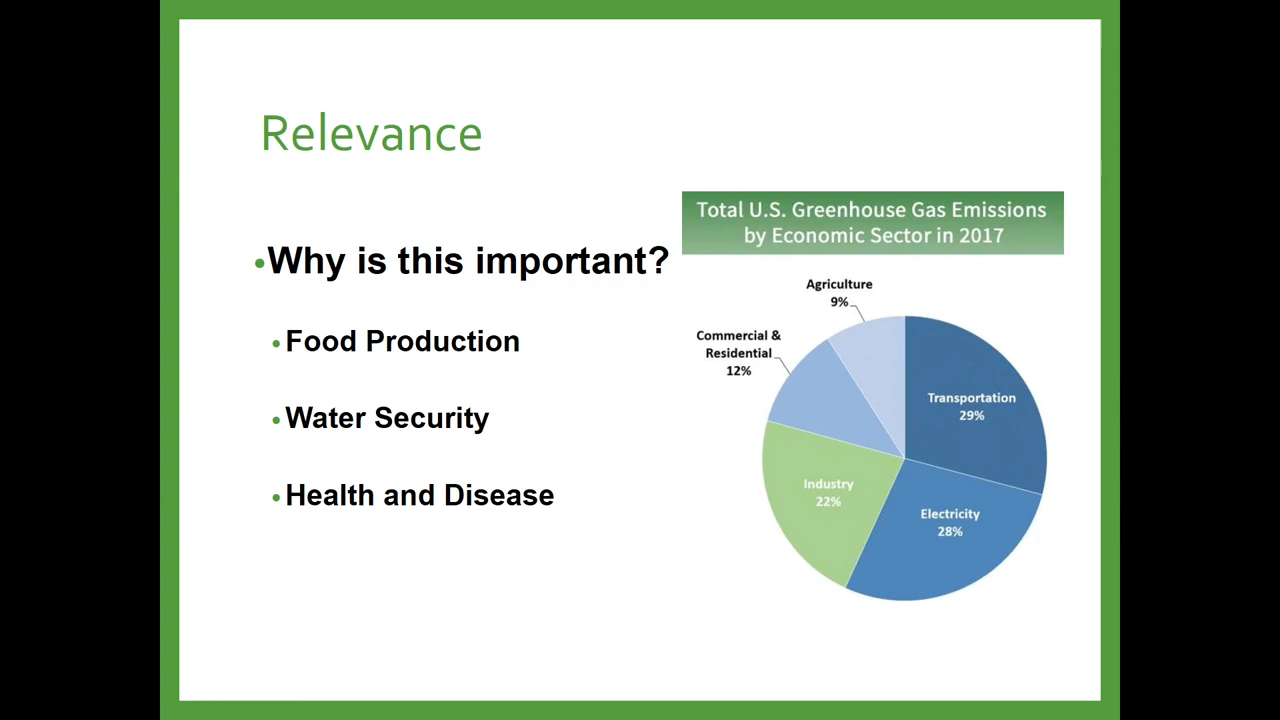 Relevance
•Why is this important?
•Food Production
•Water Security
•Health and Disease
Total U.S. Greenhouse Gas Emissions
by Economic Sector in 2017
Agriculture
9%
Commercial &
Residential
12%
Transportation
29%
Industry
22%
Electricity
28%